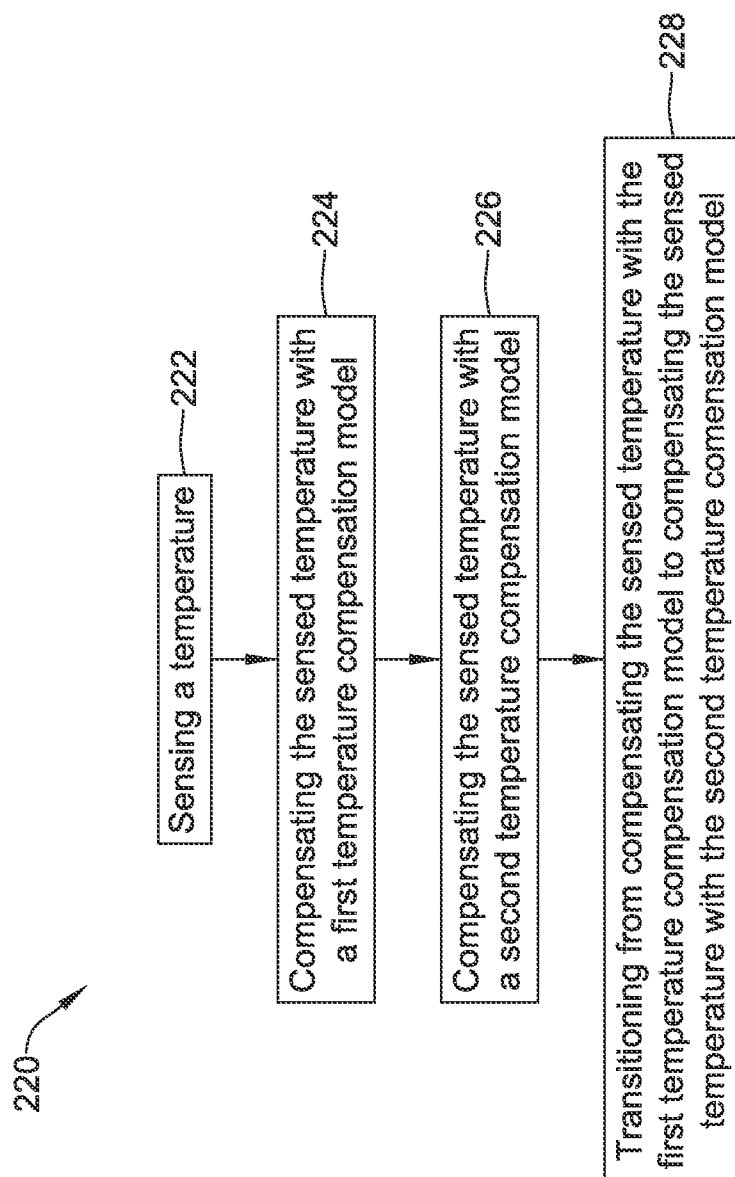 220
Sensing a temperature
222
Compensating the sensed temperature with
a first temperature compensation model
224
Compensating the sensed temperature with
a second temperature compensation model
226
Transitioning from compensating the sensed temperature with the
first temperature compensation model to compensating the sensed
temperature with the second temperature comensation model
228